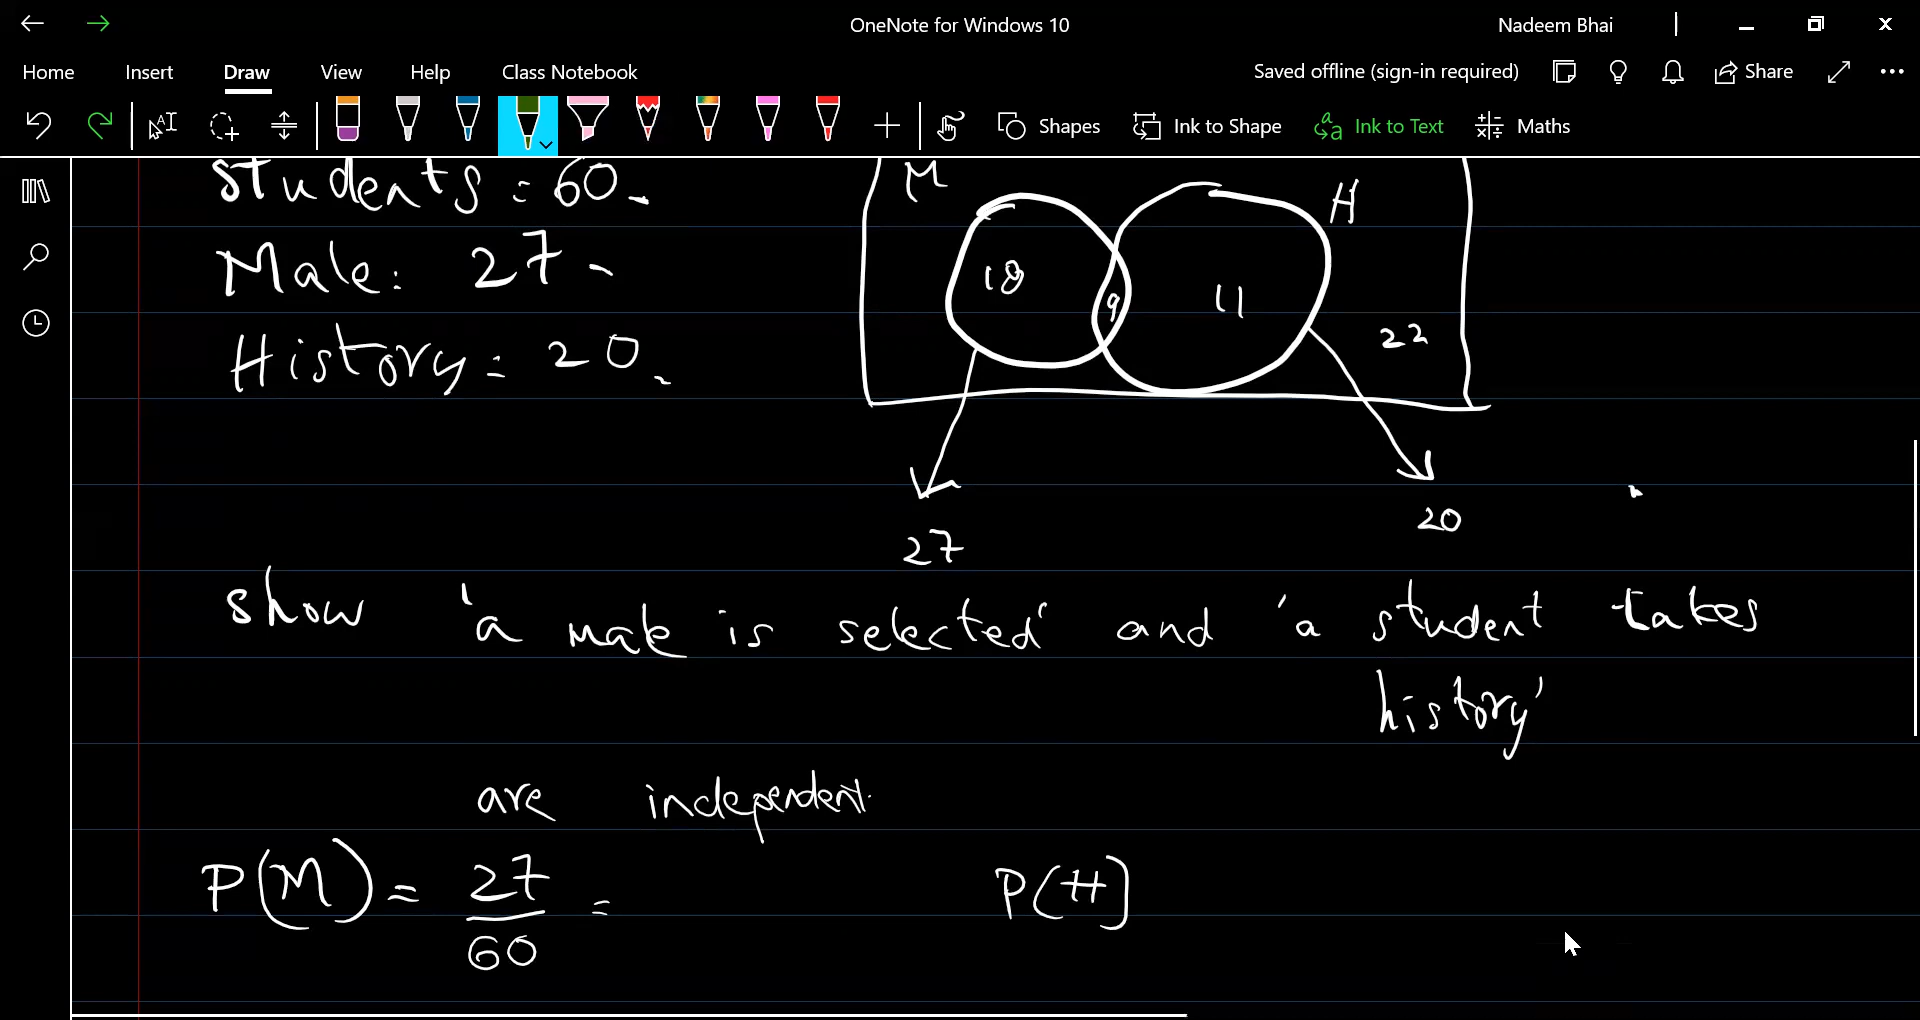 OneNote for Windows 10
Nadeem Bhai
Home Insert Draw View Help Class Notebook
Saved offline (sign-in required) Share
Shapes Ink to Shape Ink to Text Maths
Students = 60.
M
H
Male: 27
History = 20.
18 9 11
22
27
20
show 'a male is selected' and 'a student takes
history'
are independent.
P(M) = 27/60 =
P(H)